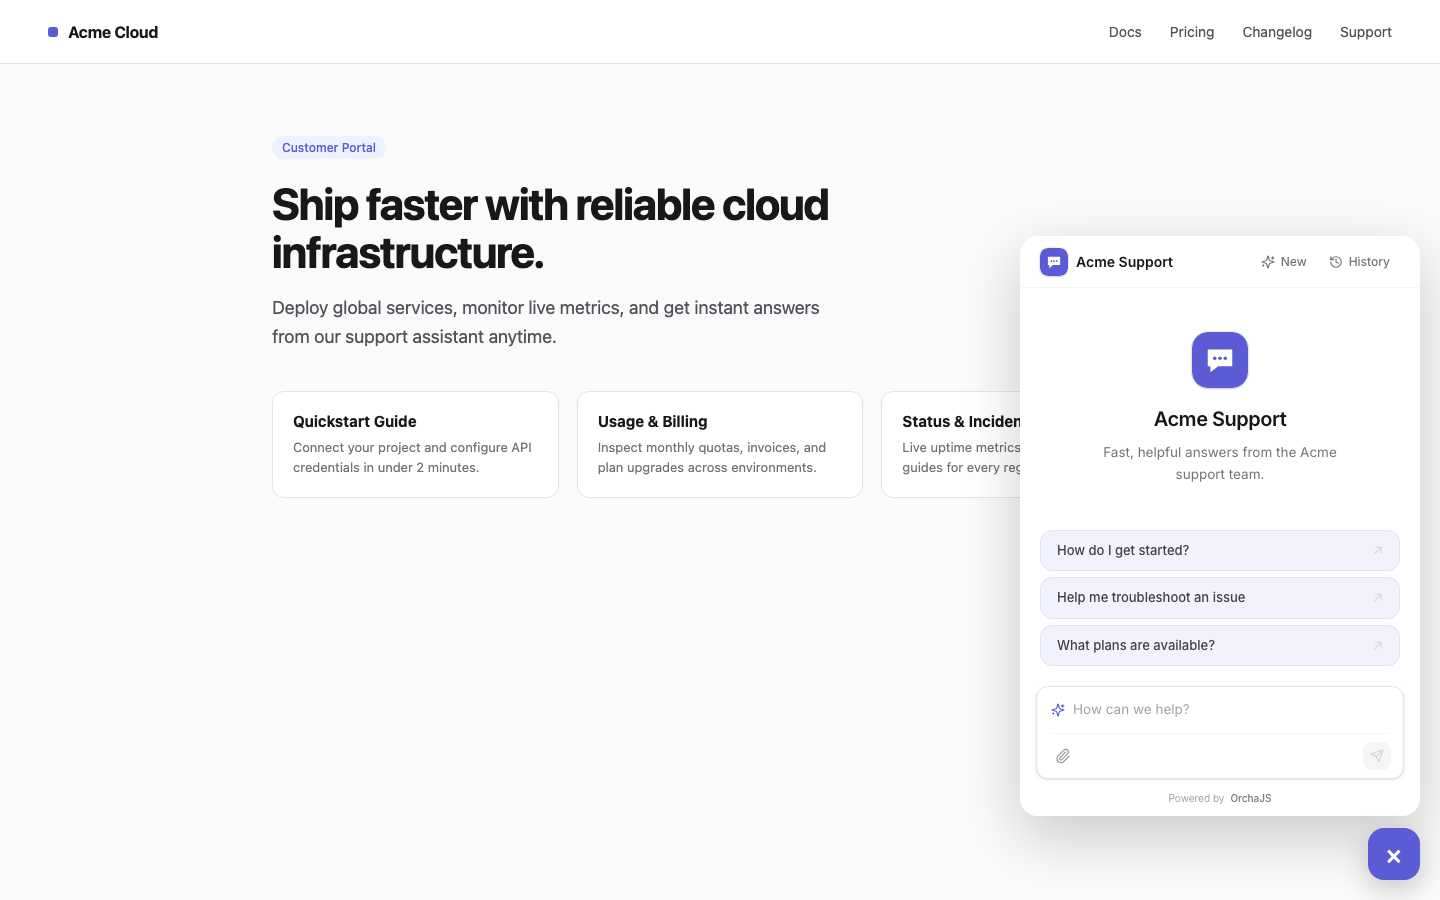 Acme Cloud
Docs
Pricing
Changelog
Support
Customer Portal
Ship faster with reliable cloud
infrastructure.
Deploy global services, monitor live metrics, and get instant answers
from our support assistant anytime.
Quickstart Guide
Connect your project and configure API
credentials in under 2 minutes.
Usage & Billing
Inspect monthly quotas, invoices, and
plan upgrades across environments.
Status &
Live uptime metrics
guides for every
Acme Support
New
History
Acme Support
Fast, helpful answers from the Acme
support team.
How do I get started?
Help me troubleshoot an issue
What plans are available?
How can we help?
Powered by OrchaJS